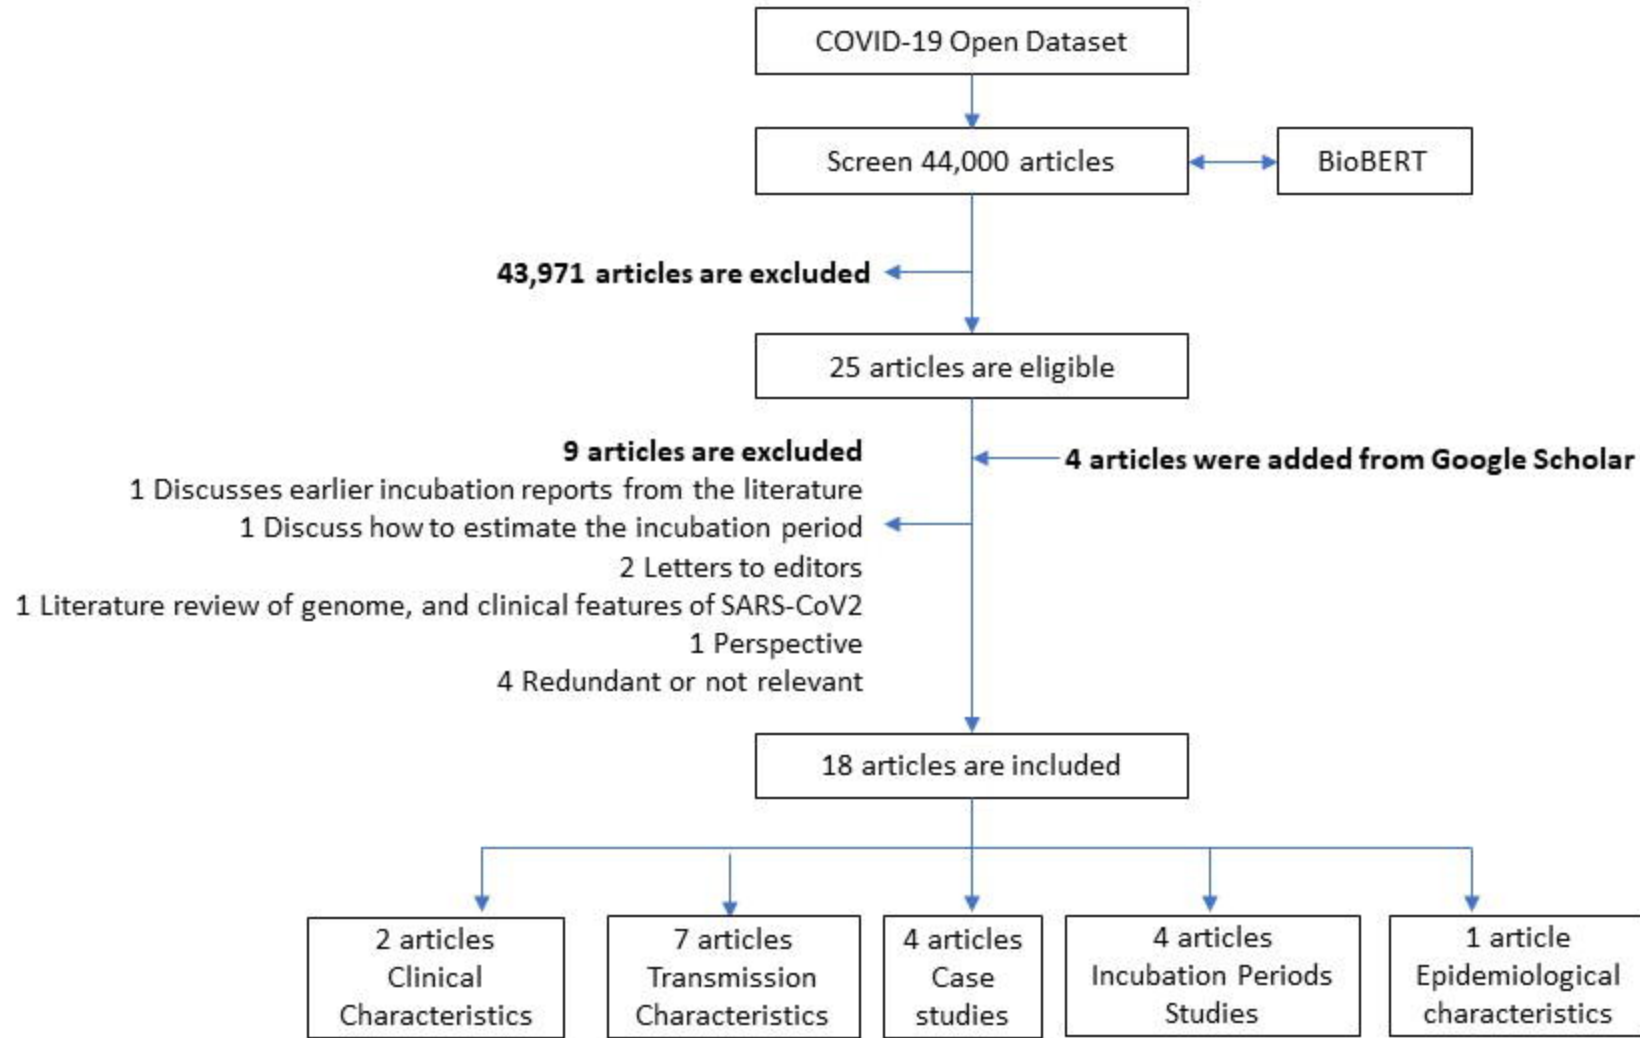 COVID-19 Open Dataset
Screen 44,000 articles
BioBERT
43,971 articles are excluded
25 articles are eligible
9 articles are excluded
4 articles were added from Google Scholar
1 Discusses earlier incubation reports from the literature
1 Discuss how to estimate the incubation period
2 Letters to editors
1 Literature review of genome, and clinical features of SARS-CoV2
1 Perspective
4 Redundant or not relevant
18 articles are included
2 articles
Clinical
Characteristics
7 articles
Transmission
Characteristics
4 articles
Case
studies
4 articles
Incubation Periods
Studies
1 article
Epidemiological
characteristics